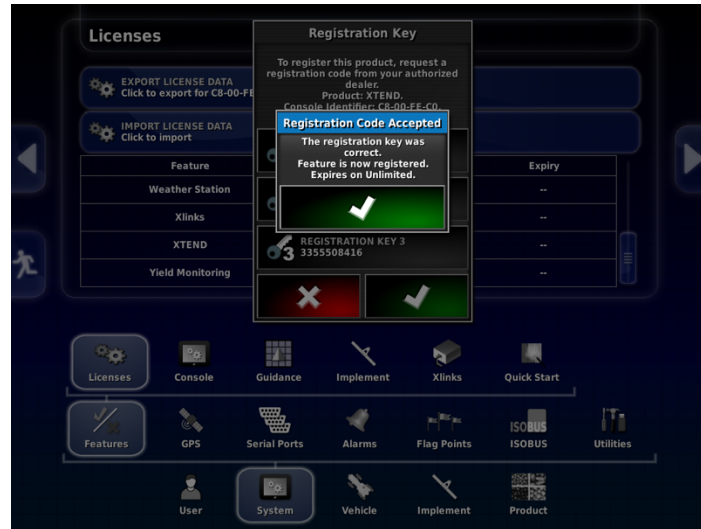 Licenses
EXPORT LICENSE DATA
Click to export for C8-00-FE
IMPORT LICENSE DATA
Click to import
Feature
Expiry
Weather Station
--
Xlinks
--
XTEND
--
Yield Monitoring
--
Registration Key
To register this product, request a
registration code from your authorized
dealer.
Product: XTEND.
Console Identifier: C8-00-FE-C0.
Registration Code Accepted
The registration key was
correct.
Feature is now registered.
Expires on Unlimited.
3
REGISTRATION KEY 3
3355508416
Licenses
Console
Guidance
Implement
Xlinks
Quick Start
Features
GPS
Serial Ports
Alarms
Flag Points
ISOBUS
ISOBUS
Utilities
User
System
Vehicle
Implement
Product